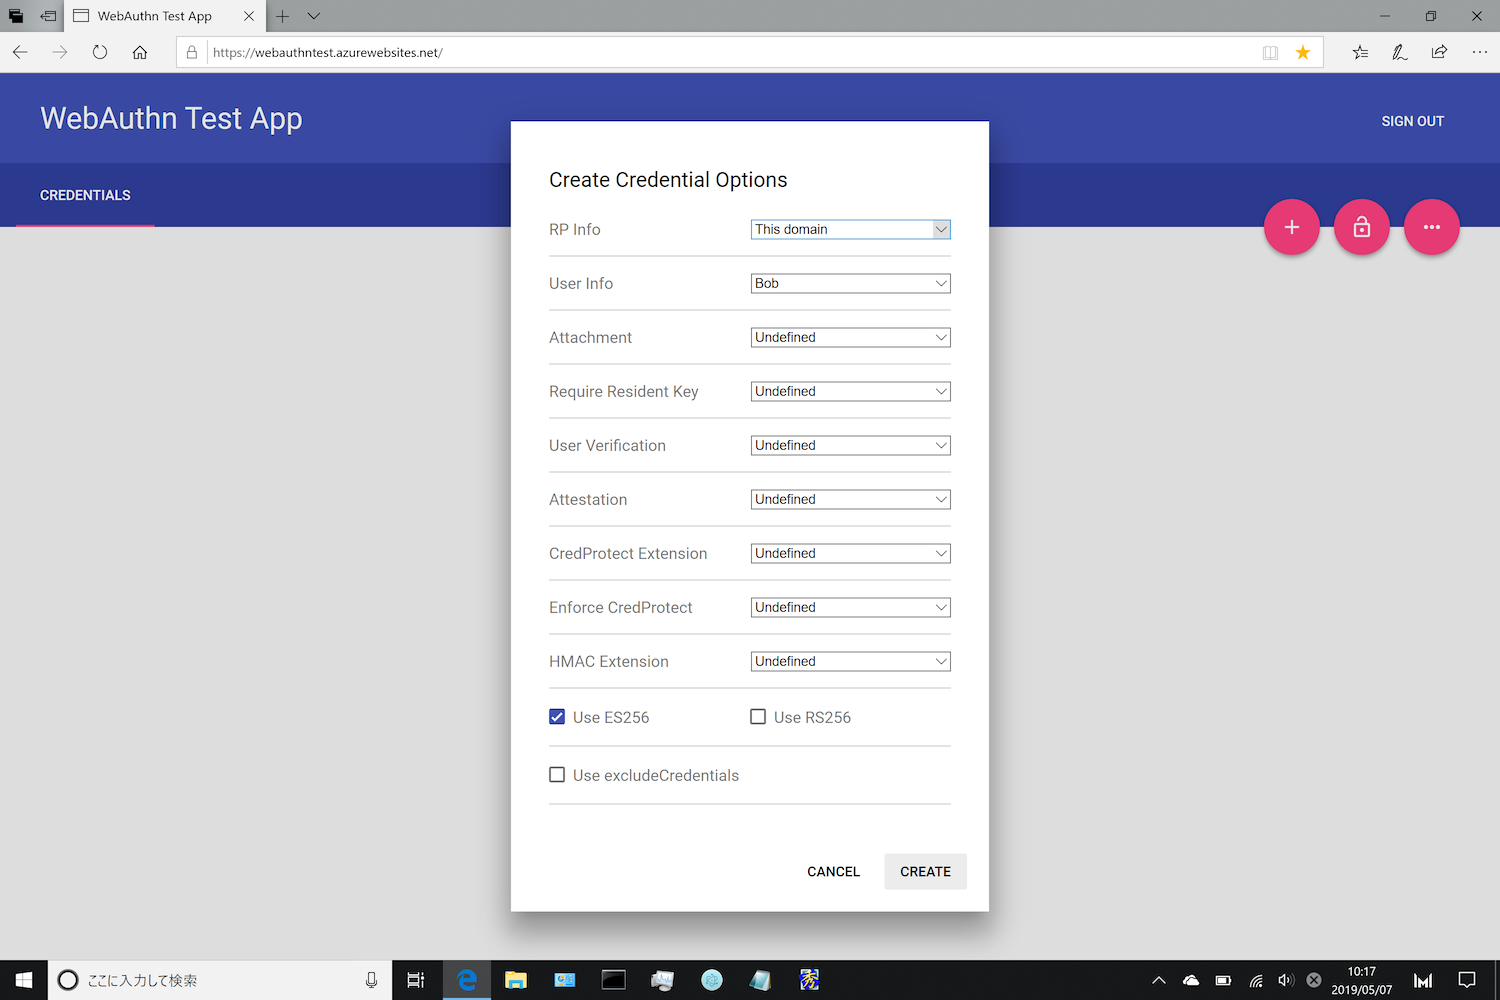 WebAuthn Test App
https://webauthntest.azurewebsites.net/
WebAuthn Test App
SIGN OUT
CREDENTIALS
Create Credential Options
RP Info This domain
User Info Bob
Attachment Undefined
Require Resident Key Undefined
User Verification Undefined
Attestation Undefined
CredProtect Extension Undefined
Enforce CredProtect Undefined
HMAC Extension Undefined
Use ES256 Use RS256
Use excludeCredentials
CANCEL CREATE
ここに入力して検索
秀
10:17
2019/05/07